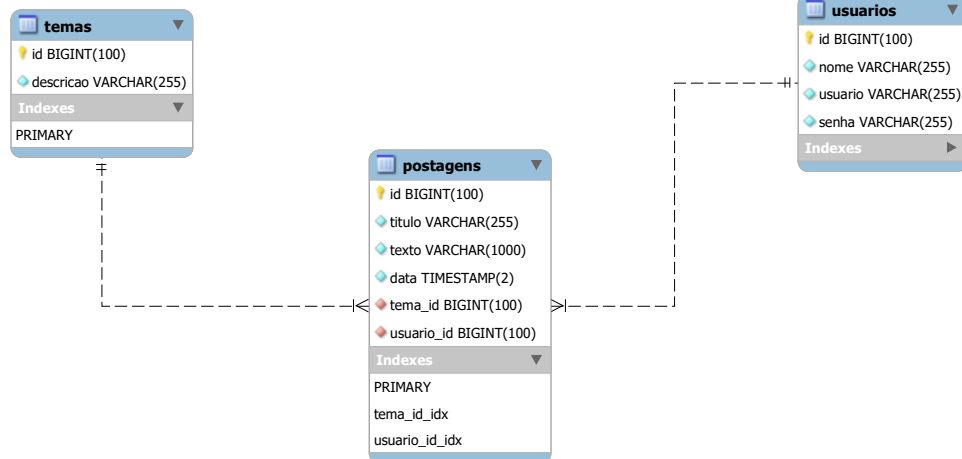 temas
id BIGINT(100)
descricao VARCHAR(255)
Indexes
PRIMARY
postagens
id BIGINT(100)
titulo VARCHAR(255)
texto VARCHAR(1000)
data TIMESTAMP(2)
tema_id BIGINT(100)
usuario_id BIGINT(100)
Indexes
PRIMARY
tema_id_idx
usuario_id_idx
usuarios
id BIGINT(100)
nome VARCHAR(255)
usuario VARCHAR(255)
senha VARCHAR(255)
Indexes